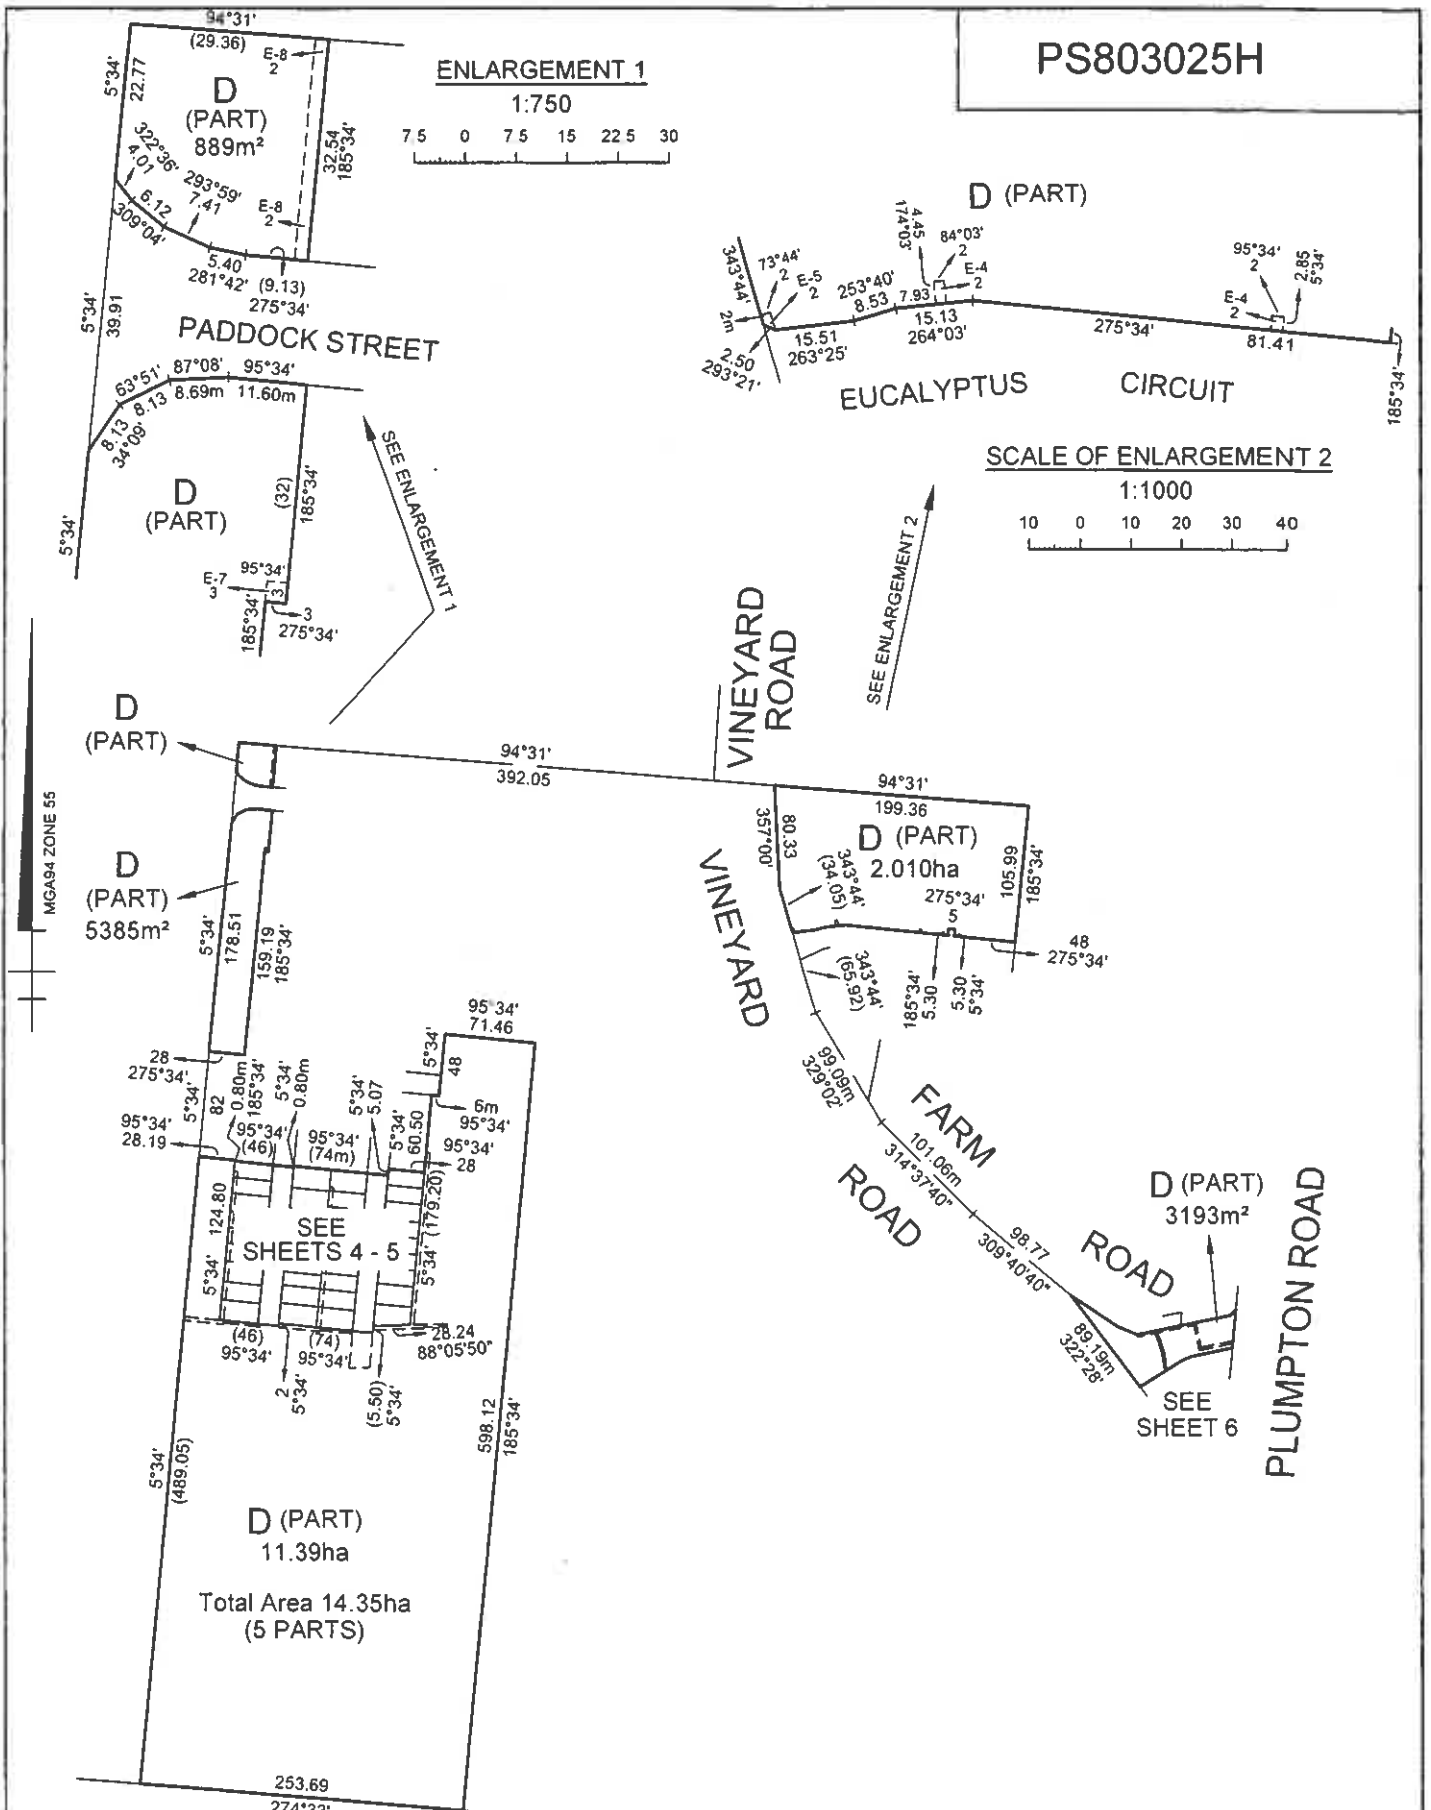 PS803025H
94°31'
(29.36)
E-8
2
5°34'
22.77
D
(PART)
889m²
32.54
185°34'
322°36'
4.01
293°59'
7.41
6.12
309°04'
E-8
2
5.40
281°42'
(9.13)
275°34'
5°34'
39.91
PADDOCK STREET
ENLARGEMENT 1
1:750
7.5 0 7.5 15 22.5 30
63°51'
8.13
87°08'
8.69m
95°34'
11.60m
8.13
34°09'
D
(PART)
(32)
185°34'
5°34'
E-7
3
95°34'
3
185°34'
3
275°34'
SEE ENLARGEMENT 1
D (PART)
343°44'
73°44'
2
E-5
2
2m
2.50
293°21'
253°40'
8.53
15.51
263°25'
4.45
174°03'
84°03'
2
E-4
2
7.93
15.13
264°03'
275°34'
81.41
95°34'
2
2.85
5°34'
E-4
2
185°34'
EUCALYPTUS CIRCUIT
SCALE OF ENLARGEMENT 2
1:1000
10 0 10 20 30 40
SEE ENLARGEMENT 2
MGA94 ZONE 55
D
(PART)
94°31'
392.05
VINEYARD
ROAD
94°31'
199.36
D (PART)
2.010ha
80.33
357°00'
343°44'
(34.05)
275°34'
5
105.99
185°34'
48
275°34'
185°34'
5.30
5.30
5°34'
343°44'
(65.92)
VINEYARD
ROAD
99.09m
329°02'
FARM
ROAD
101.06m
314°37'40"
98.77
309°40'40"
D (PART)
3193m²
89.19m
322°28'
SEE
SHEET 6
PLUMPTON ROAD
D
(PART)
5385m²
5°34'
178.51
159.19
185°34'
28
275°34'
5°34'
82
0.80m
185°34'
5°34'
0.80m
5°34'
5.07
95°34'
71.46
5°34'
48
6m
95°34'
5°34'
60.50
95°34'
28
95°34'
28.19
95°34'
(46)
95°34'
(74m)
124.80
5°34'
SEE
SHEETS 4 - 5
(179.20)
5°34'
(46)
95°34'
(74)
95°34'
28.24
88°05'50"
2
5°34'
(5.50)
5°34'
5°34'
(489.05)
598.12
185°34'
D (PART)
11.39ha
Total Area 14.35ha
(5 PARTS)
253.69